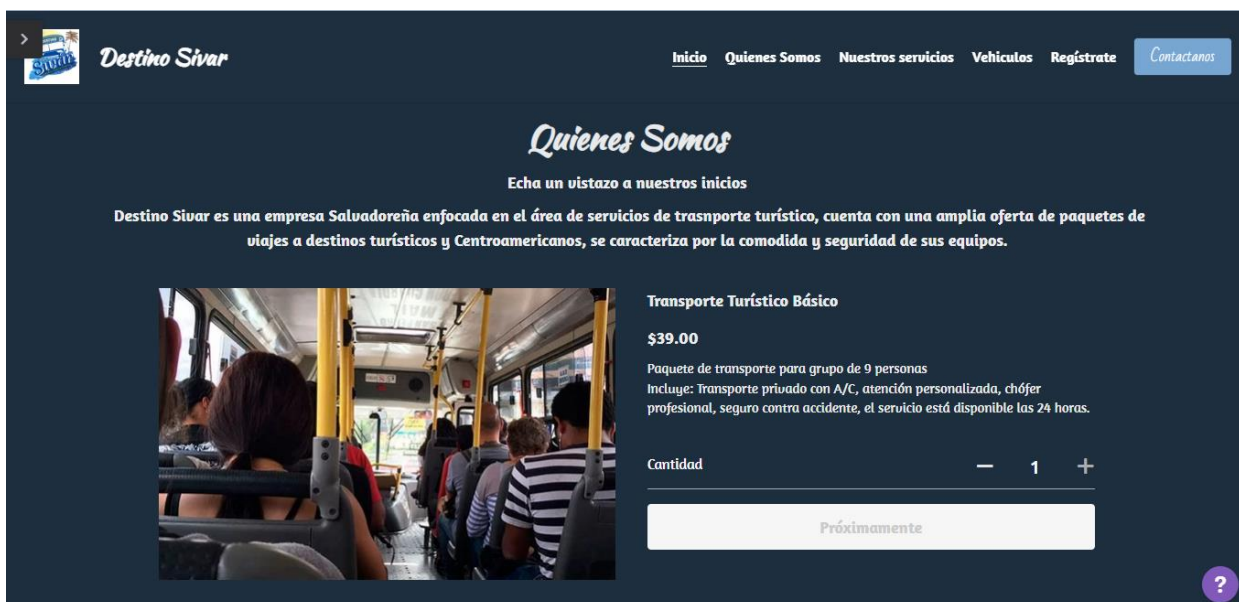 Sivar
Destino Sivar
Inicio Quienes Somos Nuestros servicios Vehiculos Regístrate Contactanos
Quienes Somos
Echa un vistazo a nuestros inicios
Destino Sivar es una empresa Salvadoreña enfocada en el área de servicios de trasnporte turístico, cuenta con una amplia oferta de paquetes de
viajes a destinos turísticos y Centroamericanos, se caracteriza por la comodida y seguridad de sus equipos.
Transporte Turístico Básico
$39.00
Paquete de transporte para grupo de 9 personas
Incluye: Transporte privado con A/C, atención personalizada, chófer
profesional, seguro contra accidente, el servicio está disponible las 24 horas.
Cantidad — 1 +
Próximamente
?